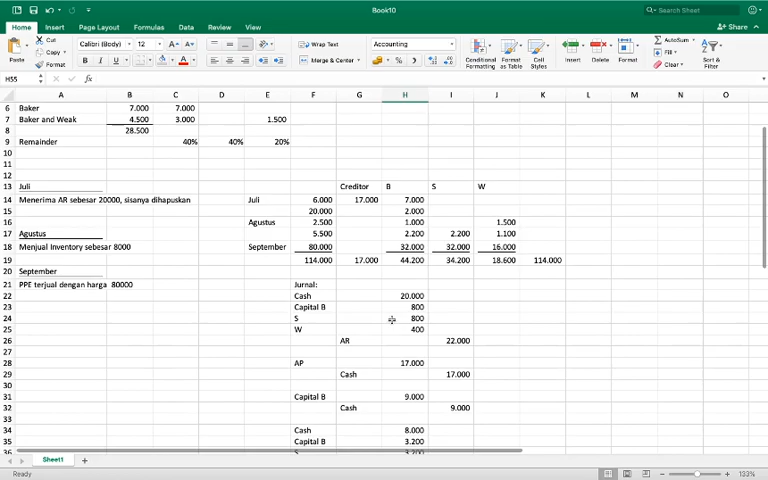 Book10
Search Sheet
Home Insert Page Layout Formulas Data Review View
Share
Paste Cut Copy Format
Calibri (Body) 12 A A
B I U A
Wrap Text
Merge & Center
Accounting
%
Conditional Formatting Format as Table Cell Styles
Insert Delete Format
AutoSum
Fill
Clear
Sort & Filter
H55 fx
A B C D E F G H I J K L M N O
6 Baker 7.000 7.000
7 Baker and Weak 4.500 3.000 1.500
8 28.500
9 Remainder 40% 40% 20%
10
11
12
13 Juli Creditor B S W
14 Menerima AR sebesar 20000, sisanya dihapuskan Juli 6.000 17.000 7.000
15 20.000 2.000
16 Agustus 2.500 1.000 1.500
17 Agustus 5.500 2.200 2.200 1.100
18 Menjual Inventory sebesar 8000 September 80.000 32.000 32.000 16.000
19 114.000 17.000 44.200 34.200 18.600 114.000
20 September
21 PPE terjual dengan harga 80000 Jurnal:
22 Cash 20.000
23 Capital B 800
24 S 800
25 W 400
26 AR 22.000
27
28 AP 17.000
29 Cash 17.000
30
31 Capital B 9.000
32 Cash 9.000
33
34 Cash 8.000
35 Capital B 3.200
36 S 3.200
Sheet1 +
Ready 133%